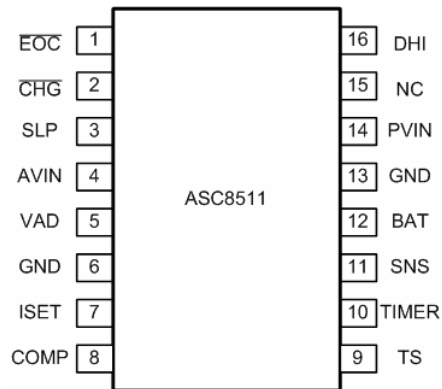 EOC 1 16 DHI
CHG 2 15 NC
SLP 3 14 PVIN
AVIN 4 ASC8511 13 GND
VAD 5 12 BAT
GND 6 11 SNS
ISET 7 10 TIMER
COMP 8 9 TS